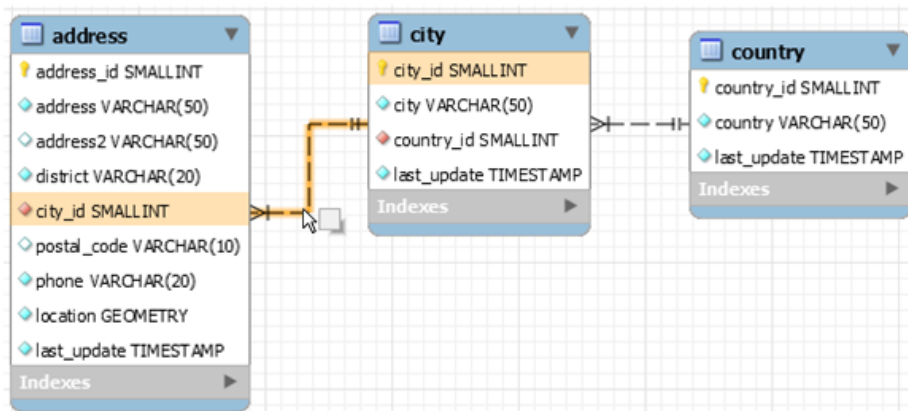 address
address_id SMALLINT
address VARCHAR(50)
address2 VARCHAR(50)
district VARCHAR(20)
city_id SMALLINT
postal_code VARCHAR(10)
phone VARCHAR(20)
location GEOMETRY
last_update TIMESTAMP
Indexes
city
city_id SMALLINT
city VARCHAR(50)
country_id SMALLINT
last_update TIMESTAMP
Indexes
country
country_id SMALLINT
country VARCHAR(50)
last_update TIMESTAMP
Indexes